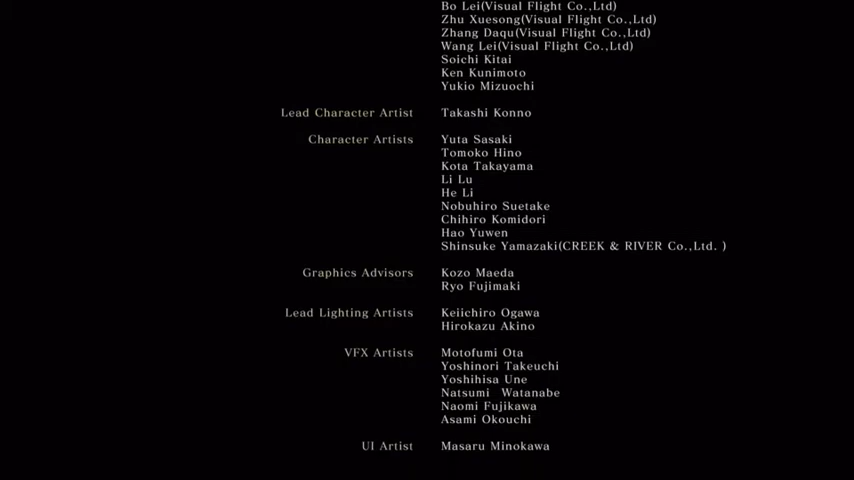 Bo Lei(Visual Flight Co.,Ltd)
Zhu Xuesong(Visual Flight Co.,Ltd)
Zhang Daqu(Visual Flight Co.,Ltd)
Wang Lei(Visual Flight Co.,Ltd)
Soichi Kitai
Ken Kunimoto
Yukio Mizuochi
Lead Character Artist Takashi Konno
Character Artists Yuta Sasaki
Tomoko Hino
Kota Takayama
Li Lu
He Li
Nobuhiro Suetake
Chihiro Komidori
Hao Yuwen
Shinsuke Yamazaki(CREEK & RIVER Co.,Ltd. )
Graphics Advisors Kozo Maeda
Ryo Fujimaki
Lead Lighting Artists Keiichiro Ogawa
Hirokazu Akino
VFX Artists Motofumi Ota
Yoshinori Takeuchi
Yoshihisa Une
Natsumi Watanabe
Naomi Fujikawa
Asami Okouchi
UI Artist Masaru Minokawa